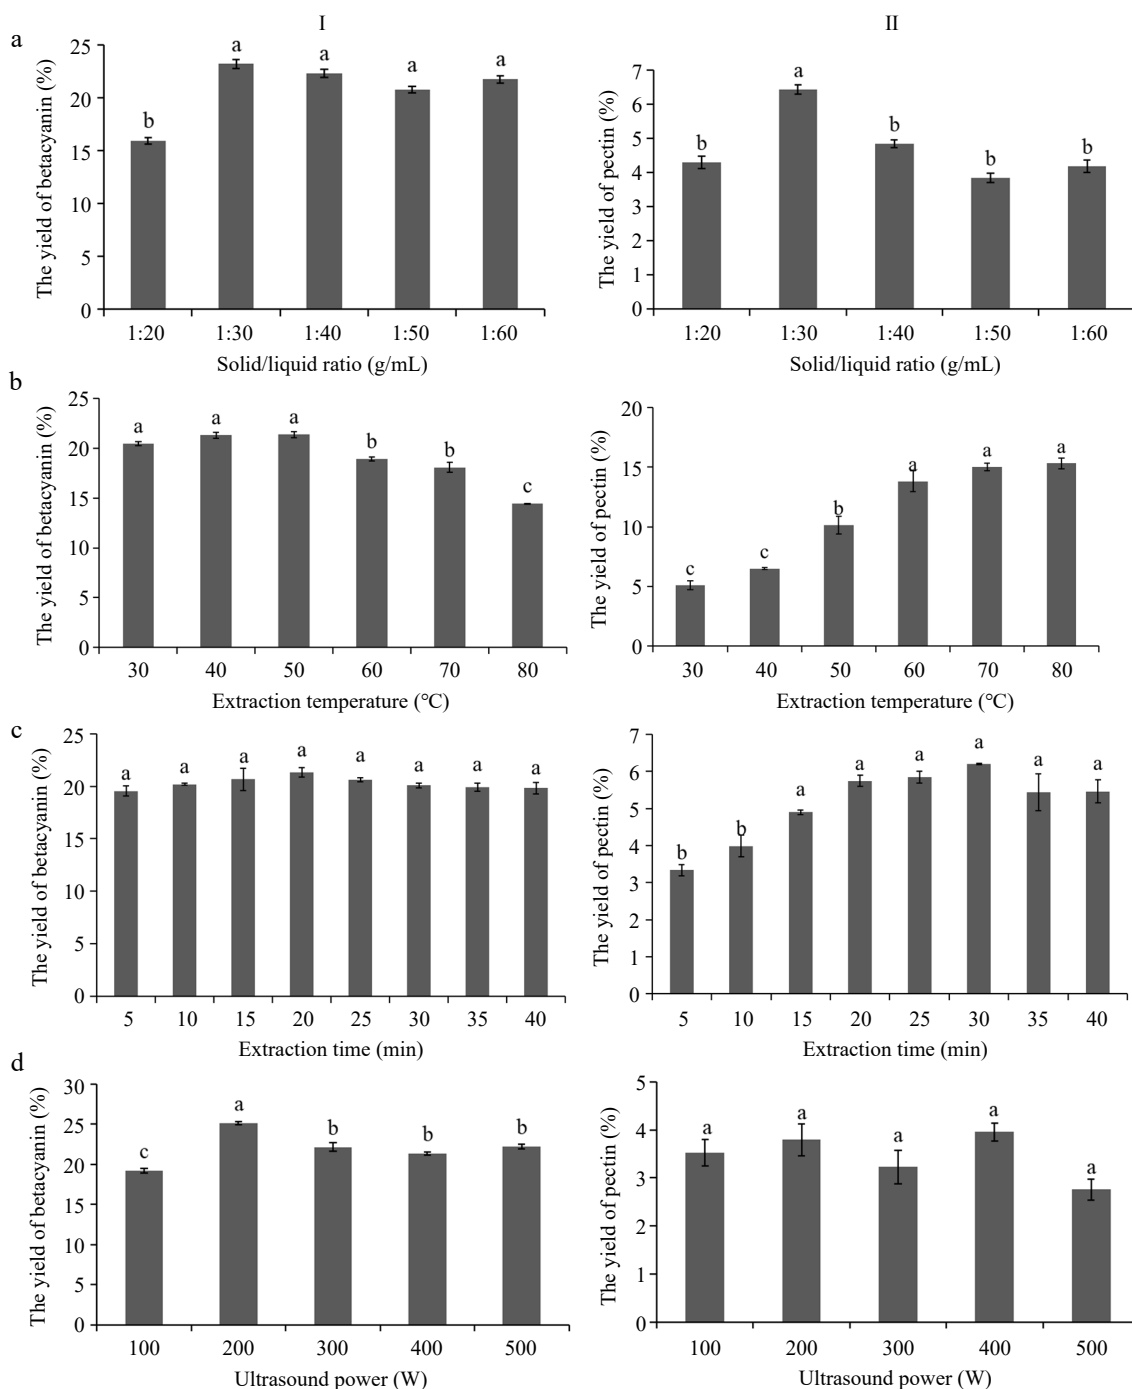 I
II
a
The yield of betacyanin (%)
25
20
15
10
5
0
b
a
a
a
a
1:20 1:30 1:40 1:50 1:60
Solid/liquid ratio (g/mL)
The yield of pectin (%)
7
6
5
4
3
2
1
0
b
a
b
b
b
1:20 1:30 1:40 1:50 1:60
Solid/liquid ratio (g/mL)
b
The yield of betacyanin (%)
25
20
15
10
5
0
a
a
a
b
b
c
30 40 50 60 70 80
Extraction temperature (°C)
The yield of pectin (%)
20
15
10
5
0
c
c
b
a
a
a
30 40 50 60 70 80
Extraction temperature (°C)
c
The yield of betacyanin (%)
25
20
15
10
5
0
a
a
a
a
a
a
a
a
5 10 15 20 25 30 35 40
Extraction time (min)
The yield of pectin (%)
7
6
5
4
3
2
1
0
b
b
a
a
a
a
a
a
5 10 15 20 25 30 35 40
Extraction time (min)
d
The yield of betacyanin (%)
30
25
20
15
10
5
0
c
a
b
b
b
100 200 300 400 500
Ultrasound power (W)
The yield of pectin (%)
5
4
3
2
1
0
a
a
a
a
a
100 200 300 400 500
Ultrasound power (W)